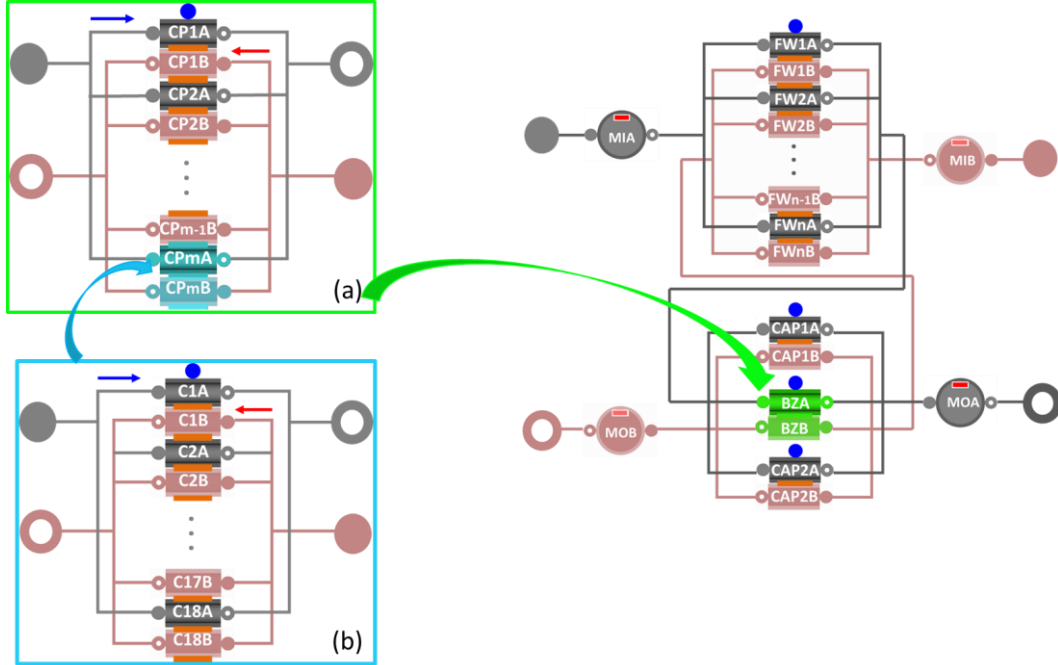 CP1A
CP1B
CP2A
CP2B
CPm-1B
CPmA
CPmB
(a)
C1A
C1B
C2A
C2B
C17B
C18A
C18B
(b)
FW1A
FW1B
FW2A
FW2B
MIA
MIB
FWn-1B
FWnA
FWnB
CAP1A
CAP1B
BZA
BZB
MOA
MOB
CAP2A
CAP2B